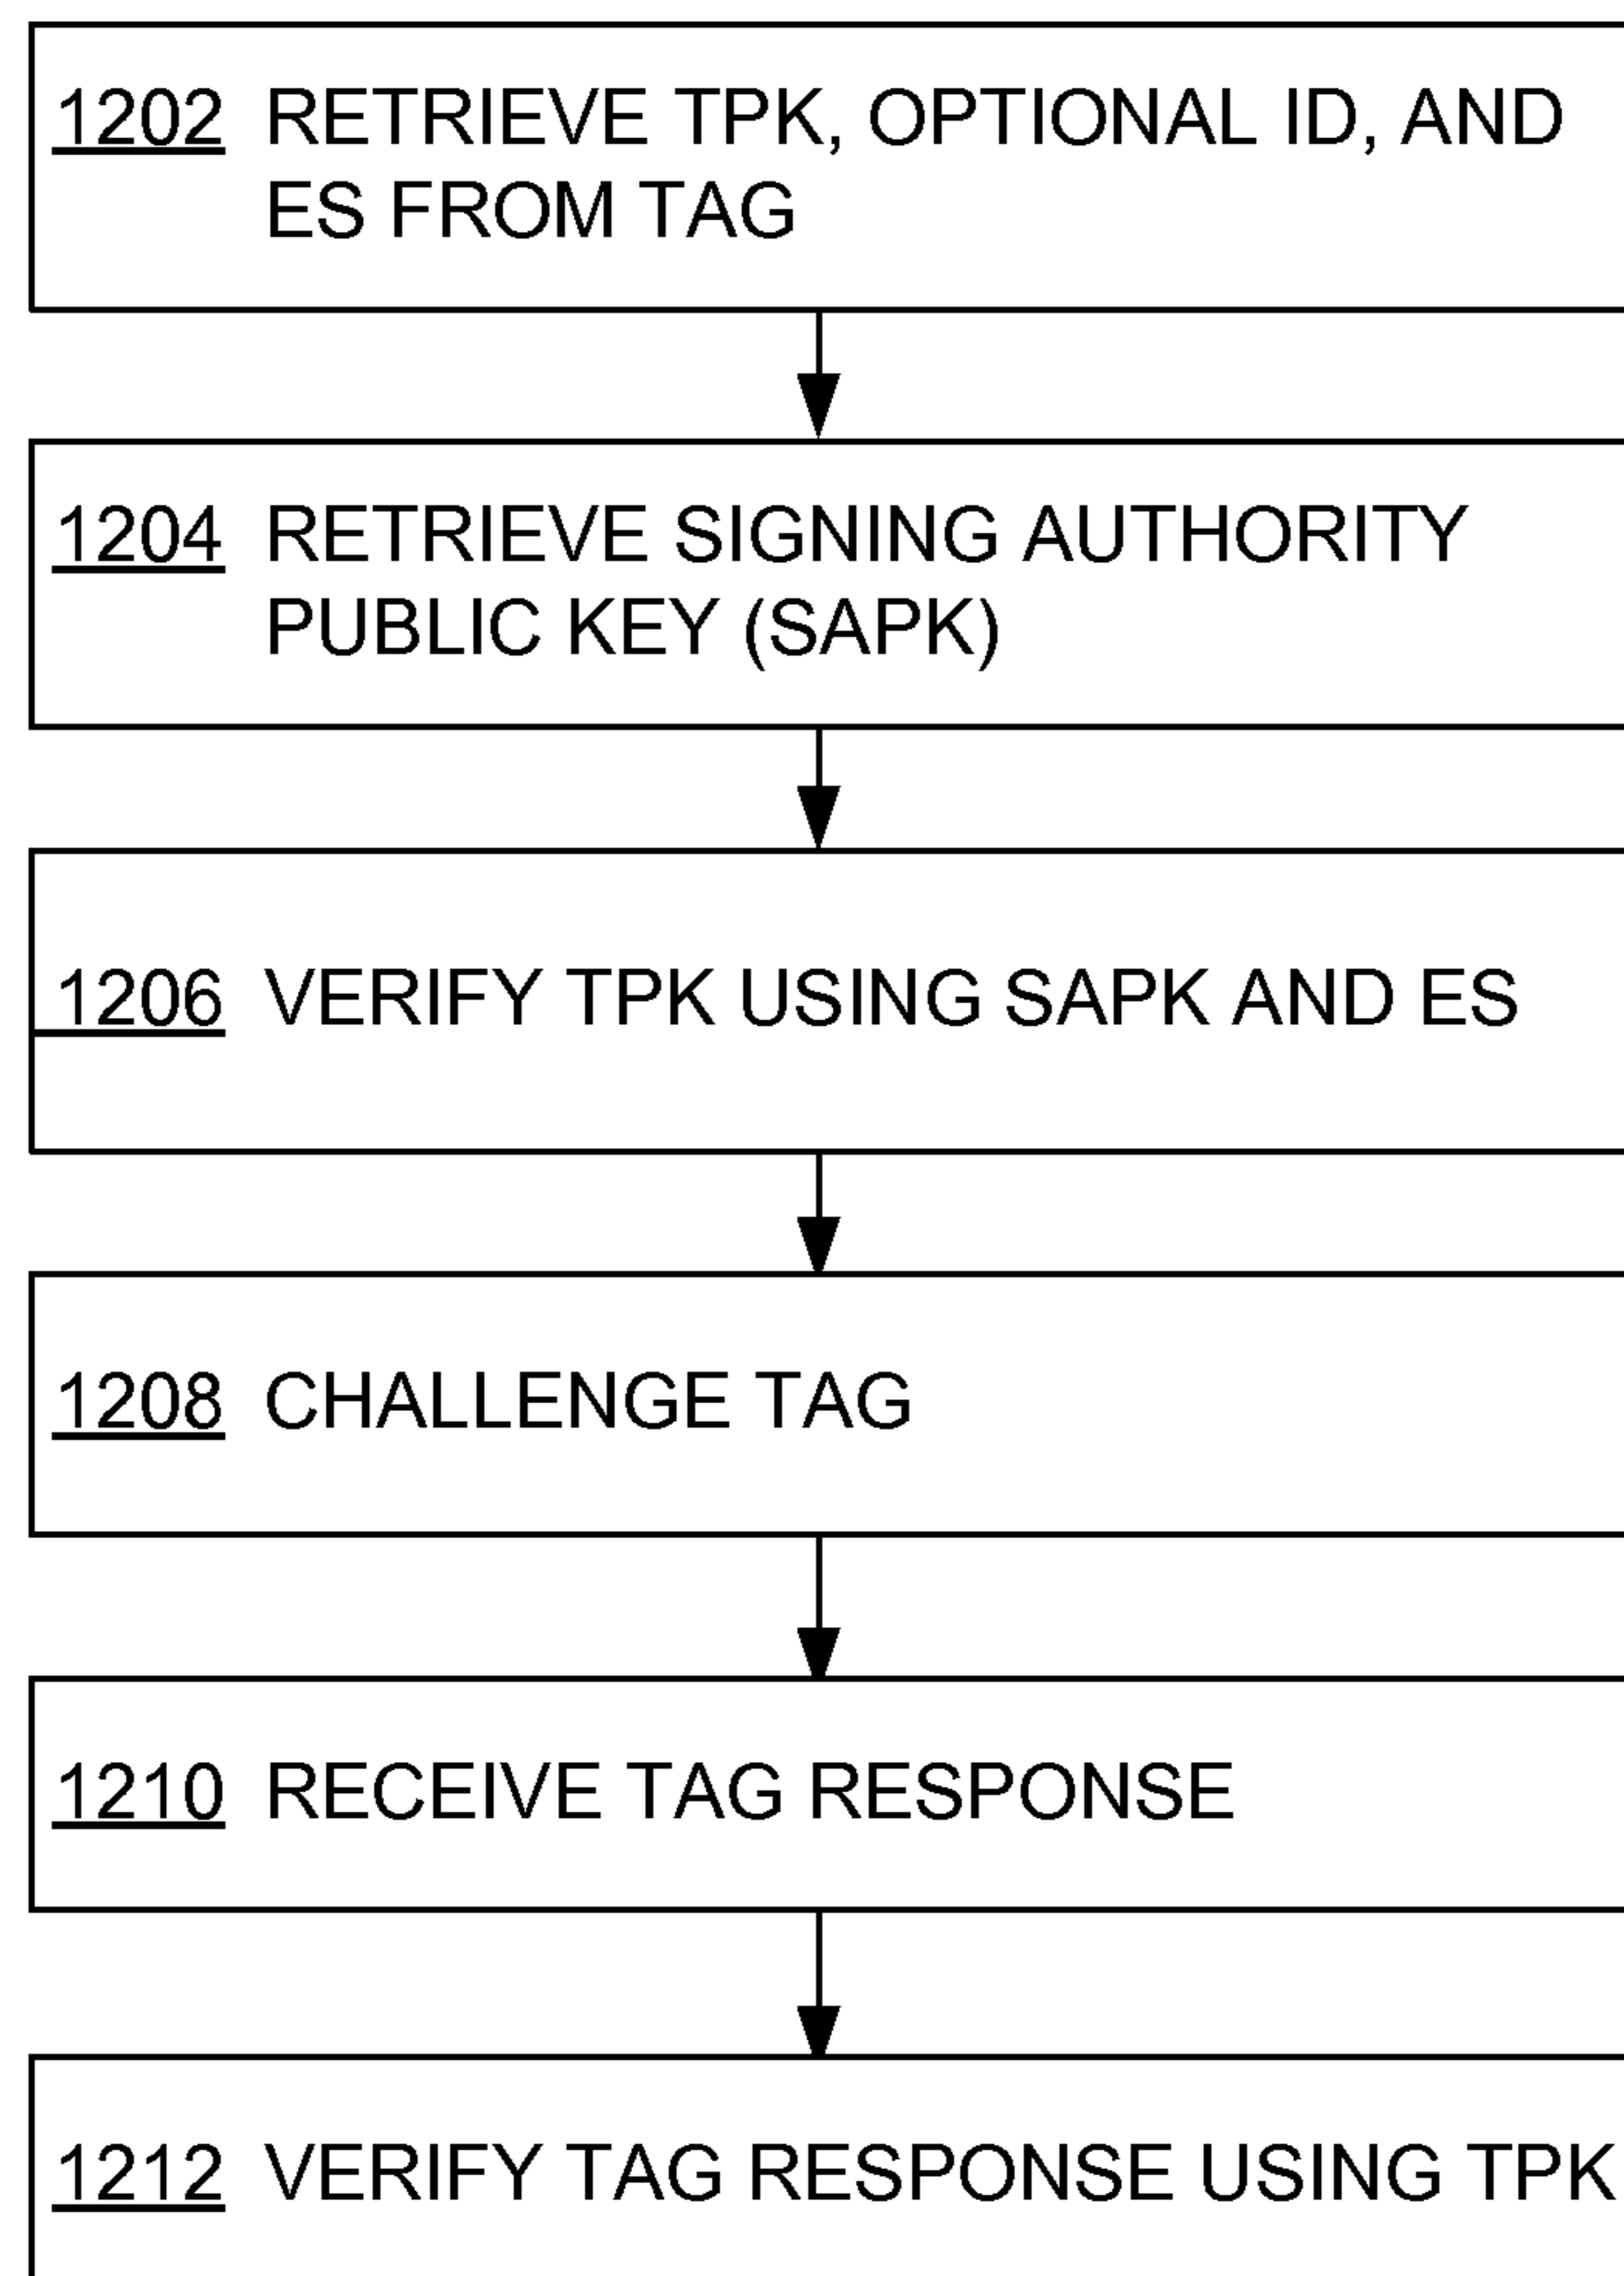 1202 RETRIEVE TPK, OPTIONAL ID, AND
ES FROM TAG
1204 RETRIEVE SIGNING AUTHORITY
PUBLIC KEY (SAPK)
1206 VERIFY TPK USING SAPK AND ES
1208 CHALLENGE TAG
1210 RECEIVE TAG RESPONSE
1212 VERIFY TAG RESPONSE USING TPK